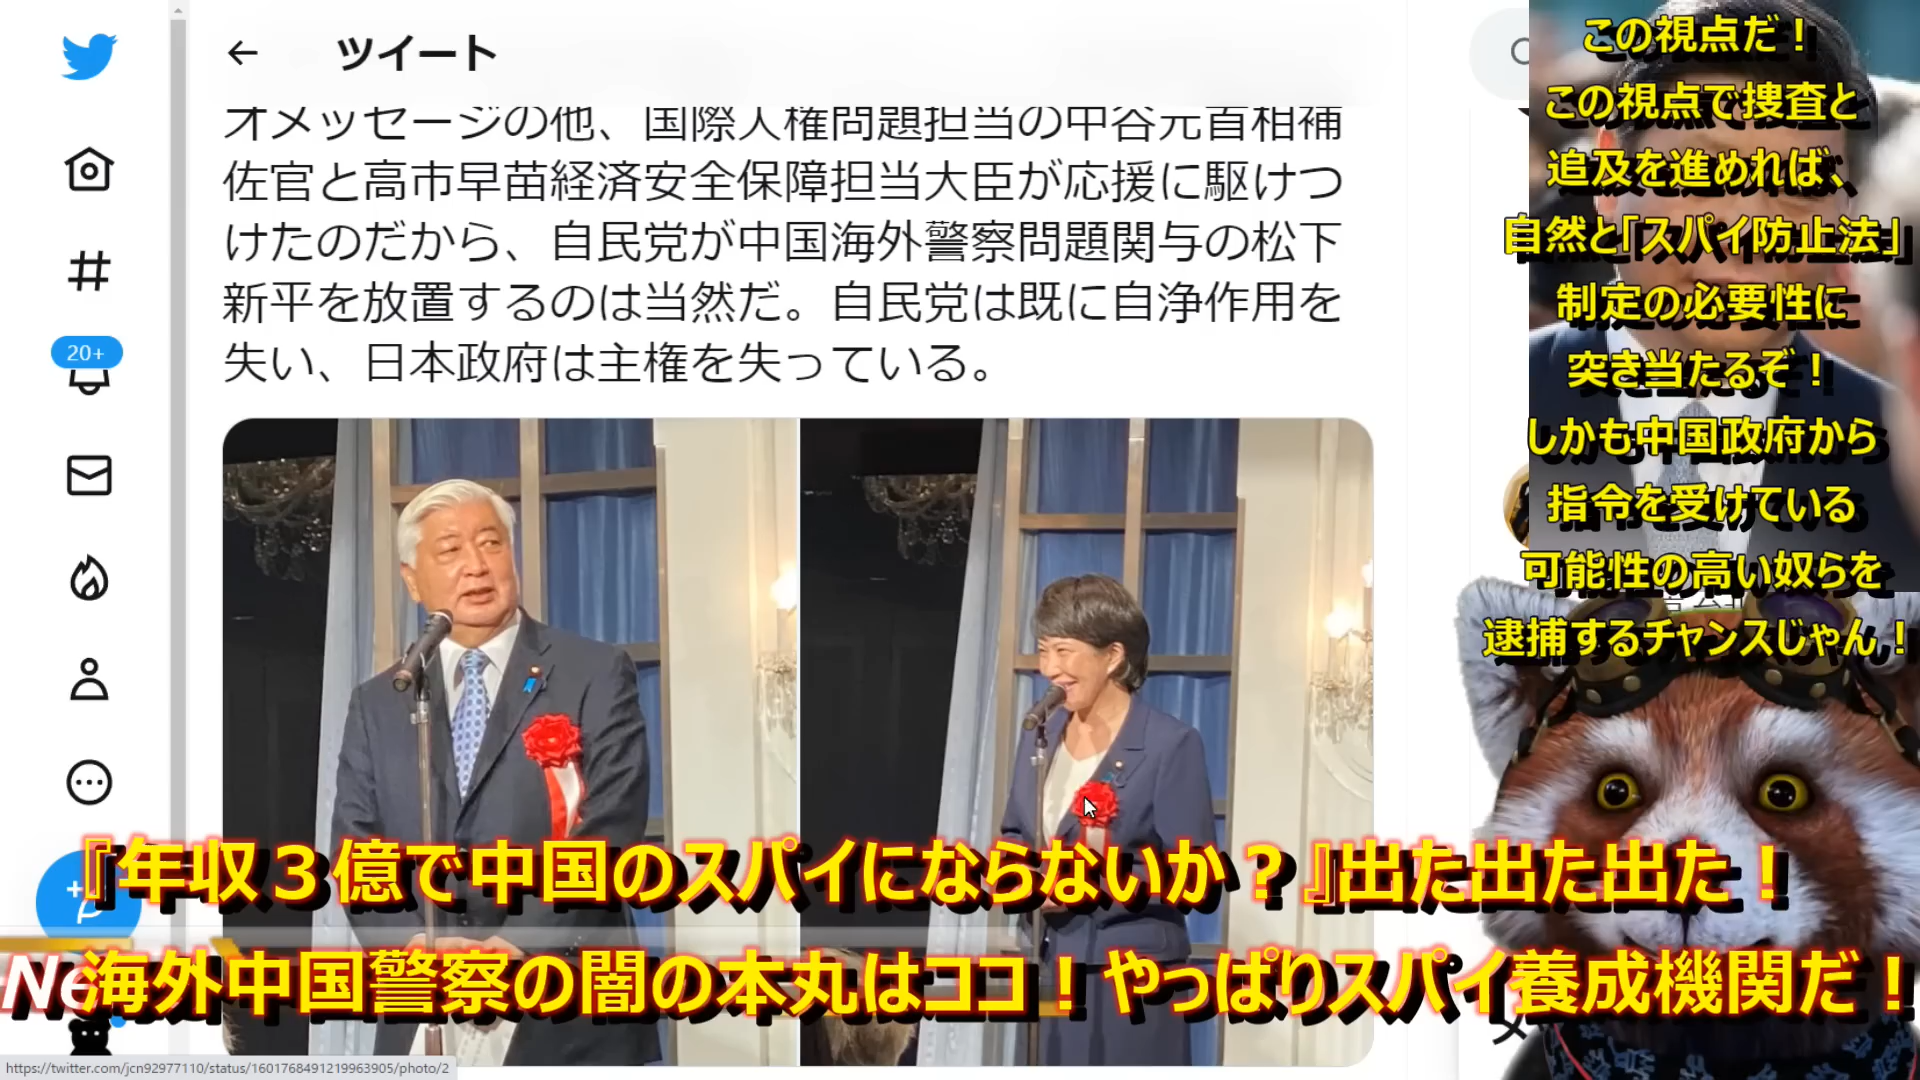 ツイート
オメッセージの他、国際人権問題担当の中谷元首相補
佐官と高市早苗経済安全保障担当大臣が応援に駆けつ
けたのだから、自民党が中国海外警察問題関与の松下
新平を放置するのは当然だ。自民党は既に自浄作用を
失い、日本政府は主権を失っている。
20+
この視点だ！
この視点で捜査と
追及を進めれば、
自然と「スパイ防止法」
制定の必要性に
突き当たるぞ！
しかも中国政府から
指令を受けている
可能性の高い奴らを
逮捕するチャンスじゃん！
『年収３億で中国のスパイにならないか？』出た出た出た！
Ne
海外中国警察の闇の本丸はココ！やっぱりスパイ養成機関だ！
https://twitter.com/jcn92977110/status/1601768491219963905/photo/2